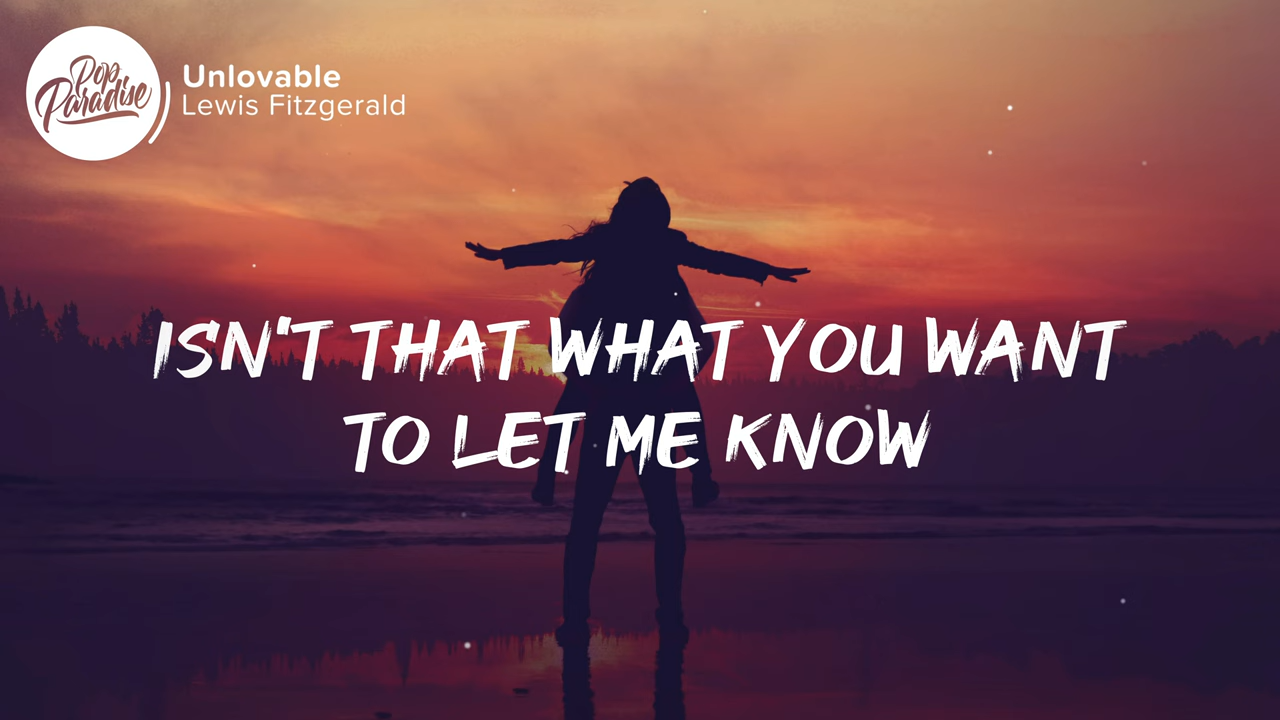 Pop
Paradise
Unlovable
Lewis Fitzgerald
ISN'T THAT WHAT YOU WANT
TO LET ME KNOW